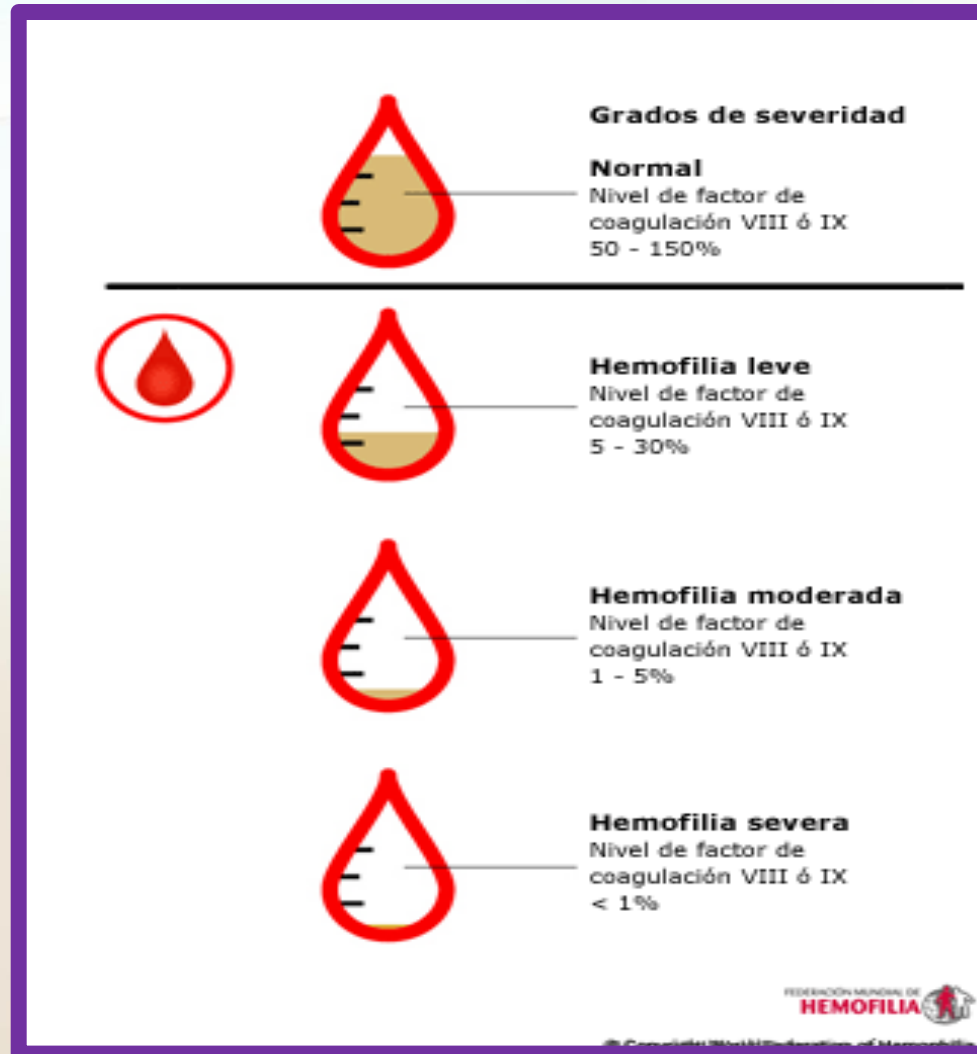 Grados de severidad
Normal
Nivel de factor de
coagulación VIII ó IX
50 - 150%
Hemofilia leve
Nivel de factor de
coagulación VIII ó IX
5 - 30%
Hemofilia moderada
Nivel de factor de
coagulación VIII ó IX
1 - 5%
Hemofilia severa
Nivel de factor de
coagulación VIII ó IX
< 1%
FEDERACIÓN MUNDIAL DE
HEMOFILIA